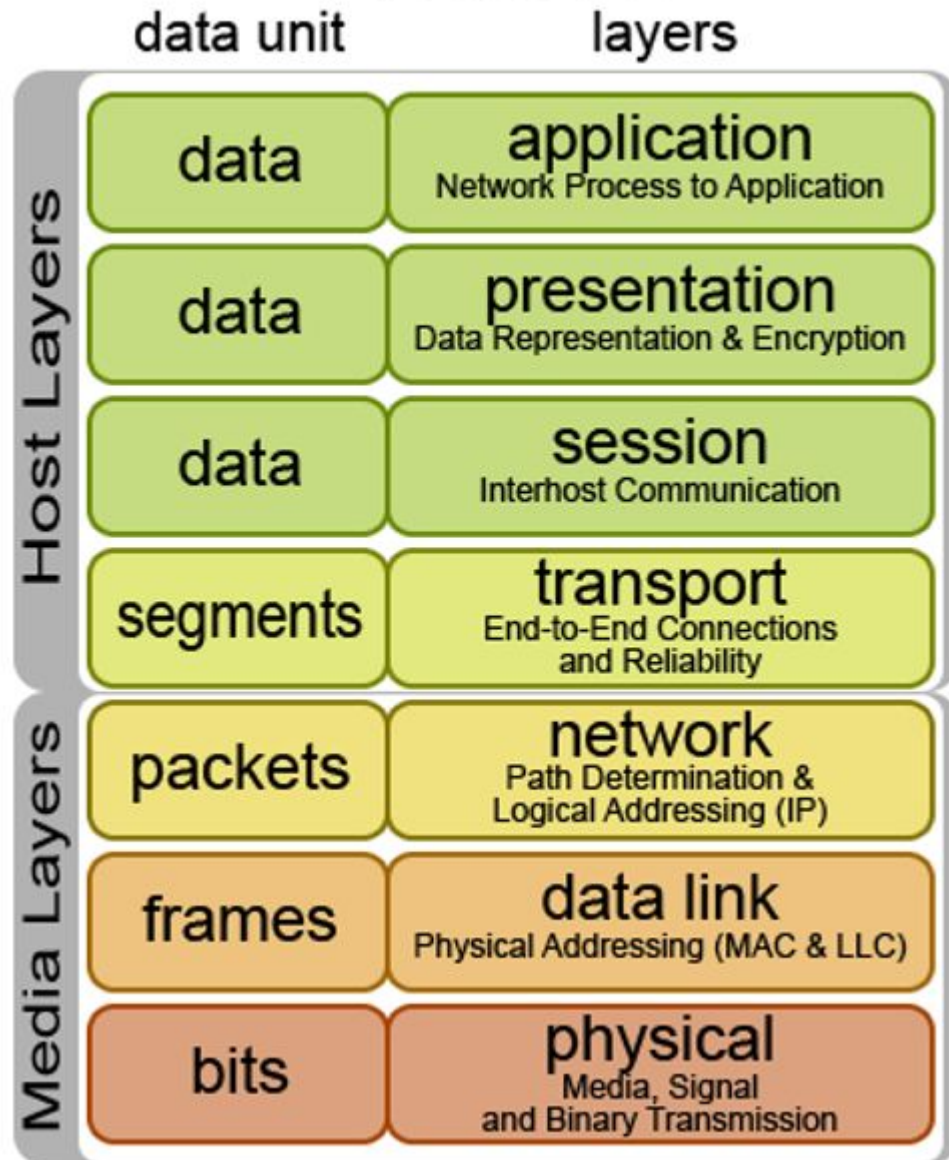 data unit layers
Host Layers
data application
Network Process to Application
data presentation
Data Representation & Encryption
data session
Interhost Communication
segments transport
End-to-End Connections
and Reliability
Media Layers
packets network
Path Determination &
Logical Addressing (IP)
frames data link
Physical Addressing (MAC & LLC)
bits physical
Media, Signal
and Binary Transmission